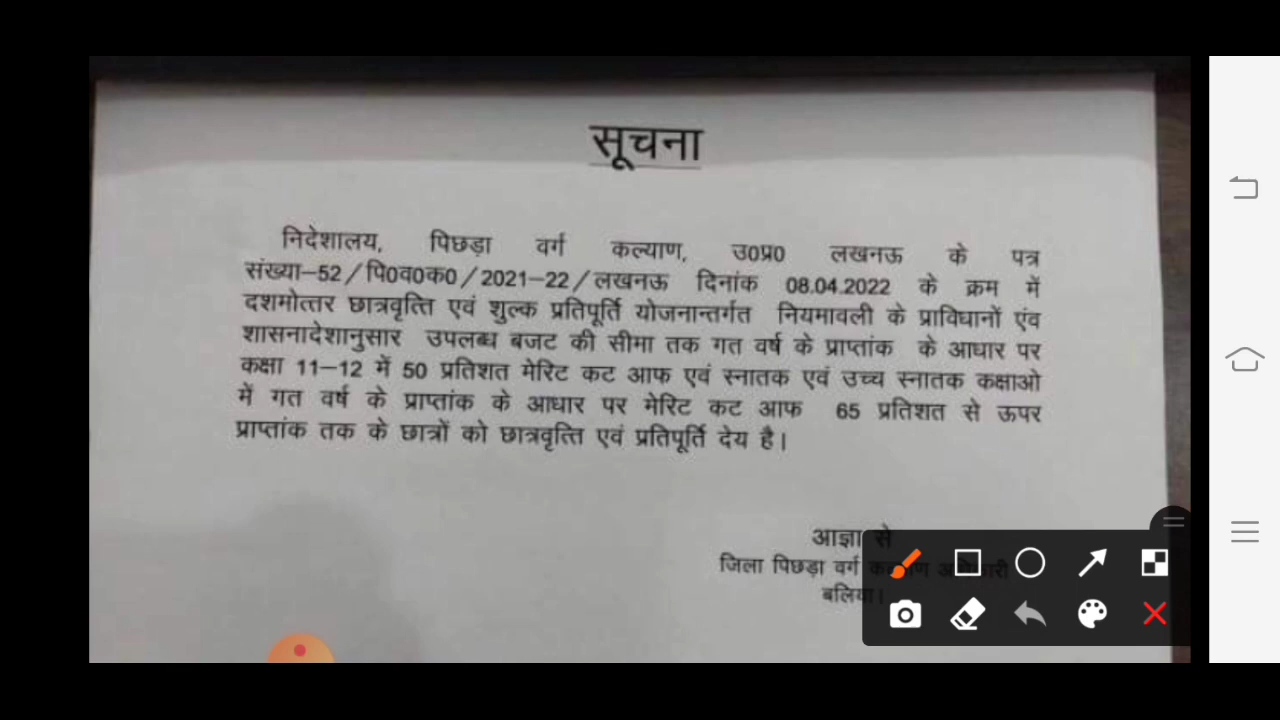 सूचना
निदेशालय, पिछड़ा वर्ग कल्याण, उ0प्र0 लखनऊ के पत्र
संख्या–52/पि0व0क0/2021–22/लखनऊ दिनांक 08.04.2022 के क्रम में
दशमोत्तर छात्रवृत्ति एवं शुल्क प्रतिपूर्ति योजनान्तर्गत नियमावली के प्राविधानों एंव
शासनादेशानुसार उपलब्ध बजट की सीमा तक गत वर्ष के प्राप्तांक के आधार पर
कक्षा 11–12 में 50 प्रतिशत मेरिट कट आफ एवं स्नातक एवं उच्च स्नातक कक्षाओ
में गत वर्ष के प्राप्तांक के आधार पर मेरिट कट आफ 65 प्रतिशत से ऊपर
प्राप्तांक तक के छात्रों को छात्रवृत्ति एवं प्रतिपूर्ति देय है।
आज्ञा से
जिला पिछड़ा वर्ग कल्याण अधिकारी
बलिया।